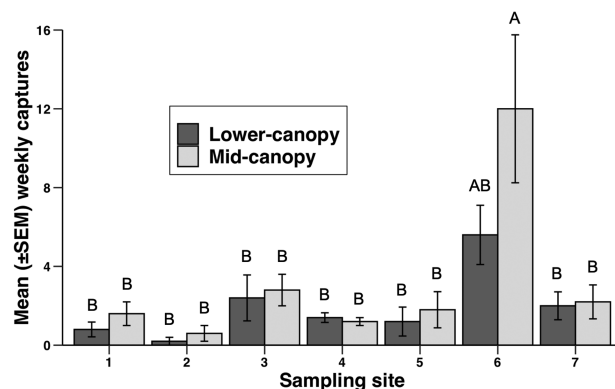 A
16
12
8
4
0
Mean (±SEM) weekly captures
Lower-canopy
Mid-canopy
B B B B B B B B B B AB B B
1 2 3 4 5 6 7
Sampling site